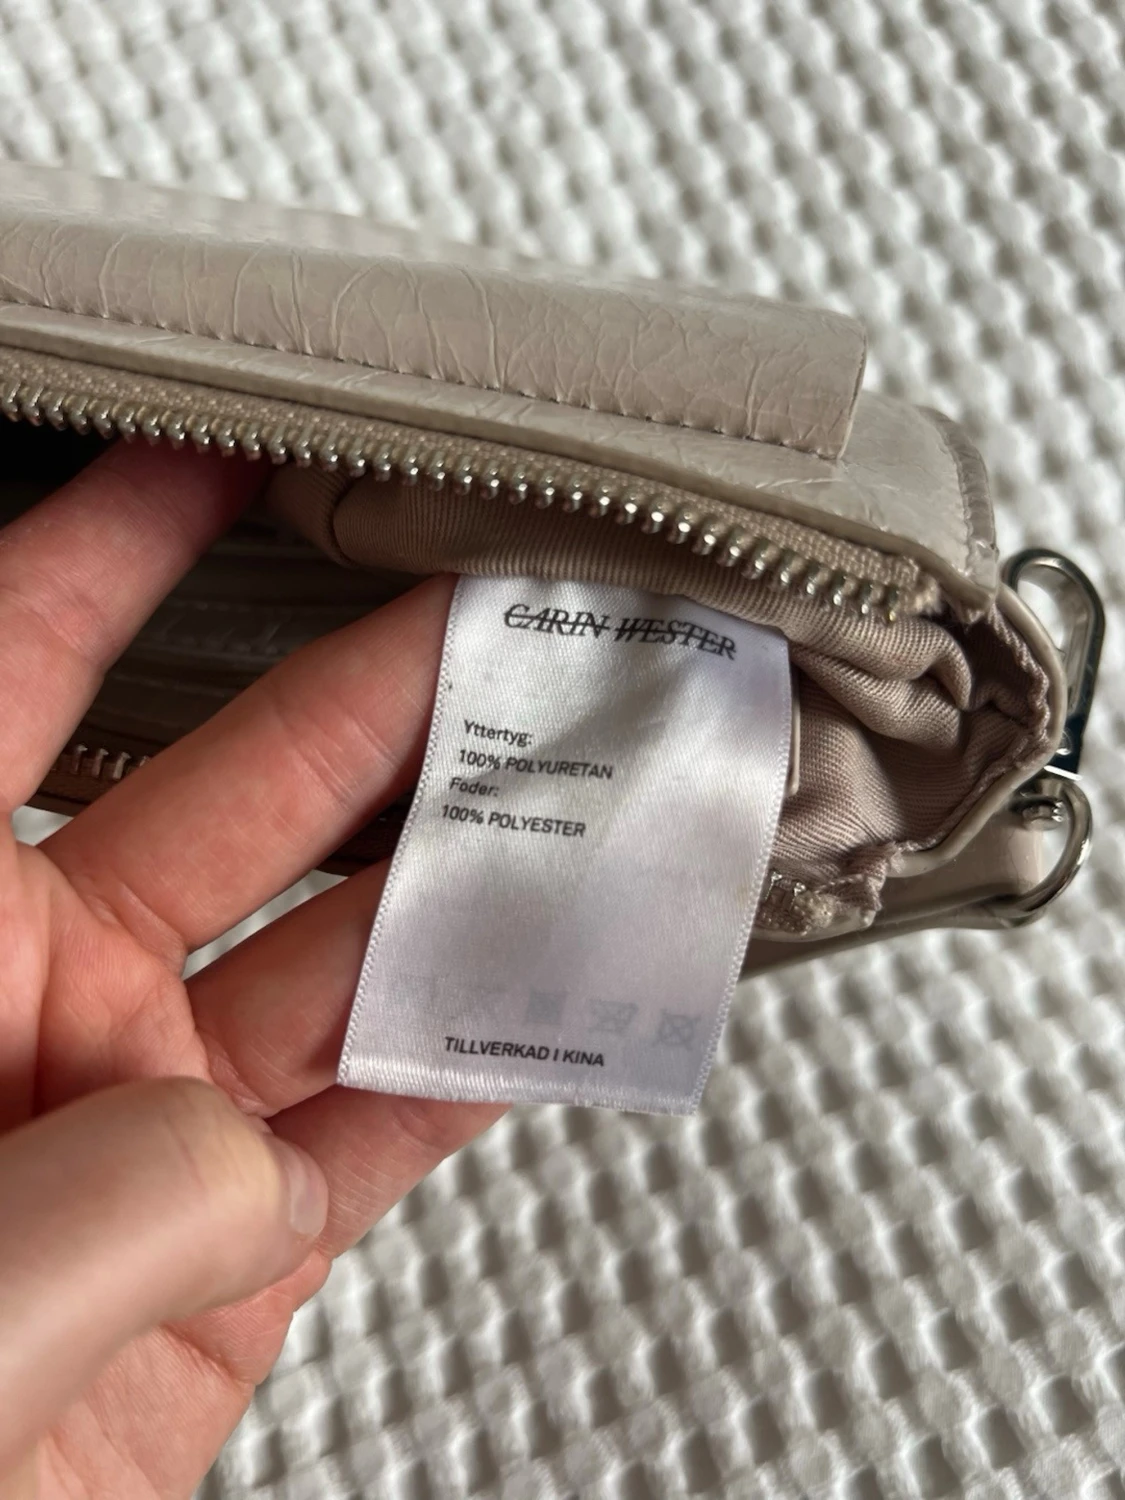 CARIN WESTER
Yttertyg:
100% POLYURETAN
Foder:
100% POLYESTER
TILLVERKAD I KINA